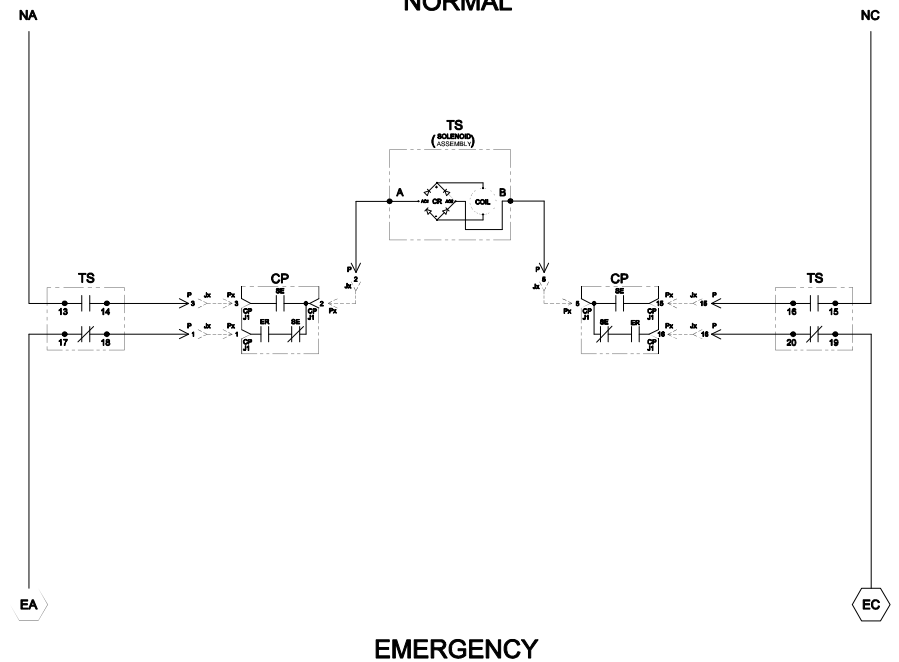 NORMAL
NA
NC
TS
(SOLENOID
ASSEMBLY)
A
AC2
CR
COIL
B
P
2
Jx
P
5
Jx
TS
CP
CP
TS
13
14
P
3
Jx
Px
3
SE
2
Px
CP
J1
CP
J1
17
18
P
1
Jx
Px
1
ER
SE
CP
J1
5
Px
CP
J1
SE
15
Px
Jx
15
P
16
15
CP
J1
SE
ER
16
Px
Jx
16
P
20
19
CP
J1
EA
EC
EMERGENCY